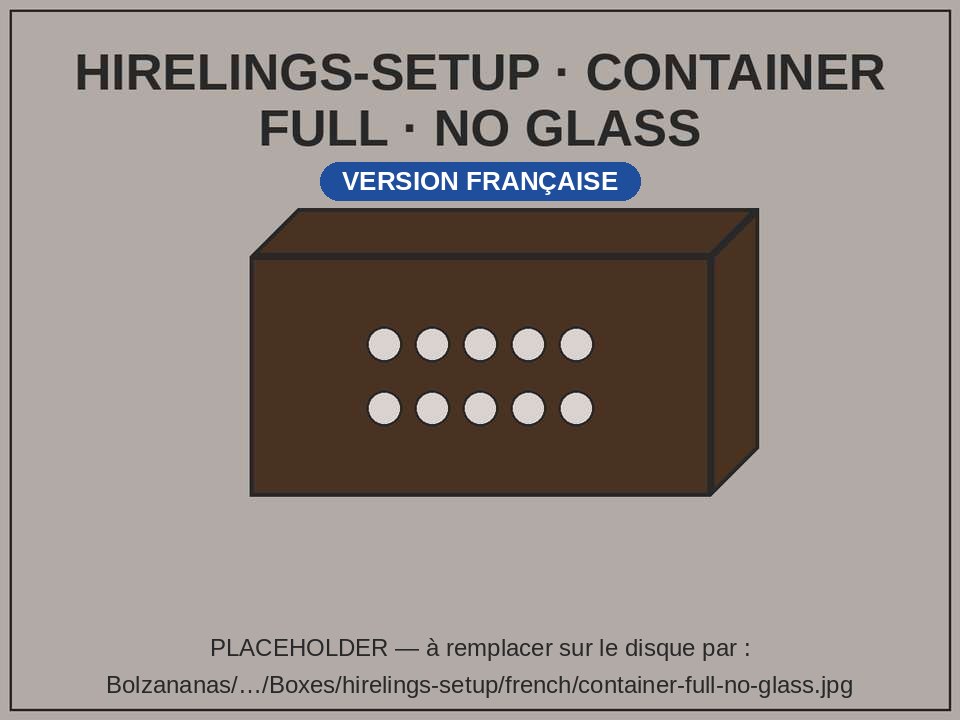 HIRELINGS-SETUP · CONTAINER
FULL · NO GLASS
VERSION FRANÇAISE
PLACEHOLDER — à remplacer sur le disque par :
Bolzananas/…/Boxes/hirelings-setup/french/container-full-no-glass.jpg